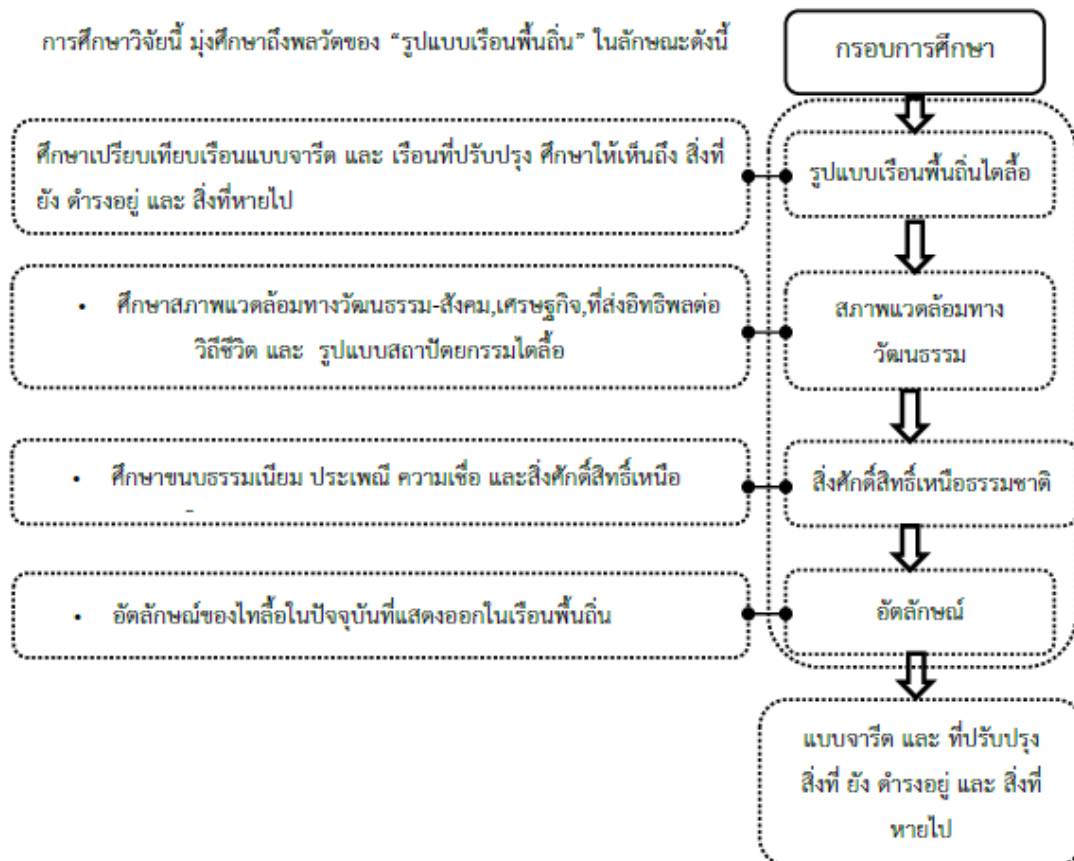 การศึกษาวิจัยนี้ มุ่งศึกษาถึงพลวัตของ “รูปแบบเรือนพื้นถิ่น” ในลักษณะดังนี้
กรอบการศึกษา
ศึกษาเปรียบเทียบเรือนแบบจารีต และ เรือนที่ปรับปรุง ศึกษาให้เห็นถึง สิ่งที่
ยัง ดำรงอยู่ และ สิ่งที่หายไป
รูปแบบเรือนพื้นถิ่นไตลื้อ
• ศึกษาสภาพแวดล้อมทางวัฒนธรรม-สังคม,เศรษฐกิจ,ที่ส่งอิทธิพลต่อ
วิถีชีวิต และ รูปแบบสถาปัตยกรรมไตลื้อ
สภาพแวดล้อมทาง
วัฒนธรรม
• ศึกษาขนบธรรมเนียม ประเพณี ความเชื่อ และสิ่งศักดิ์สิทธิ์เหนือ
สิ่งศักดิ์สิทธิ์เหนือธรรมชาติ
• อัตลักษณ์ของไทลื้อในปัจจุบันที่แสดงออกในเรือนพื้นถิ่น
อัตลักษณ์
แบบจารีต และ ที่ปรับปรุง
สิ่งที่ ยัง ดำรงอยู่ และ สิ่งที่
หายไป